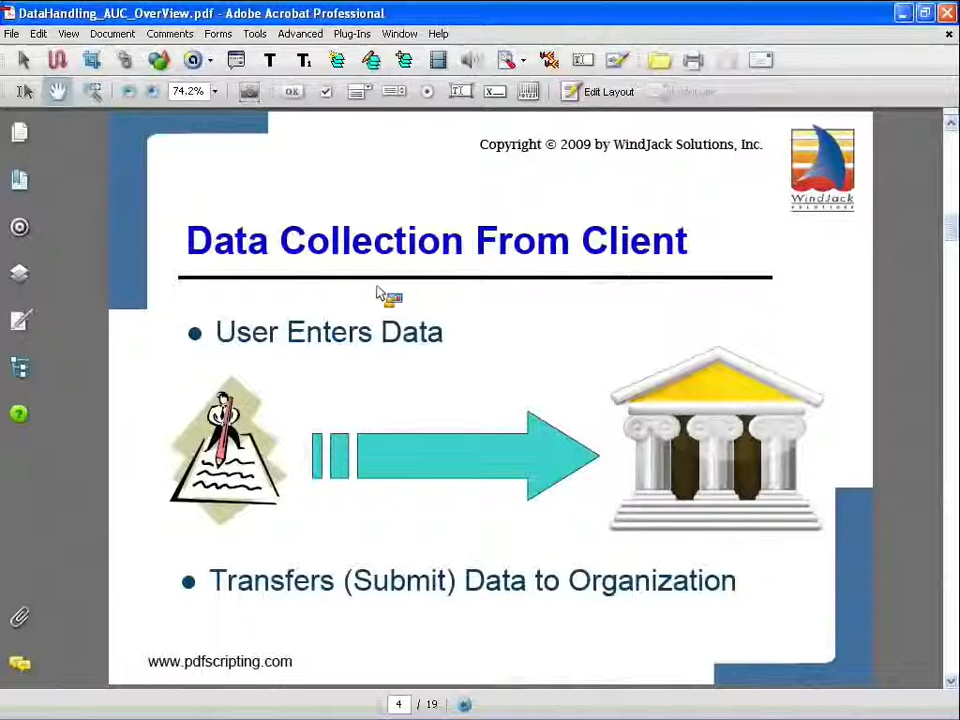 DataHandling_AUC_OverView.pdf - Adobe Acrobat Professional
File Edit View Document Comments Forms Tools Advanced Plug-Ins Window Help
74.2% OK Edit Layout
Copyright © 2009 by WindJack Solutions, Inc.
WindJack
SOLUTIONS
Data Collection From Client
User Enters Data
Transfers (Submit) Data to Organization
www.pdfscripting.com
4 / 19